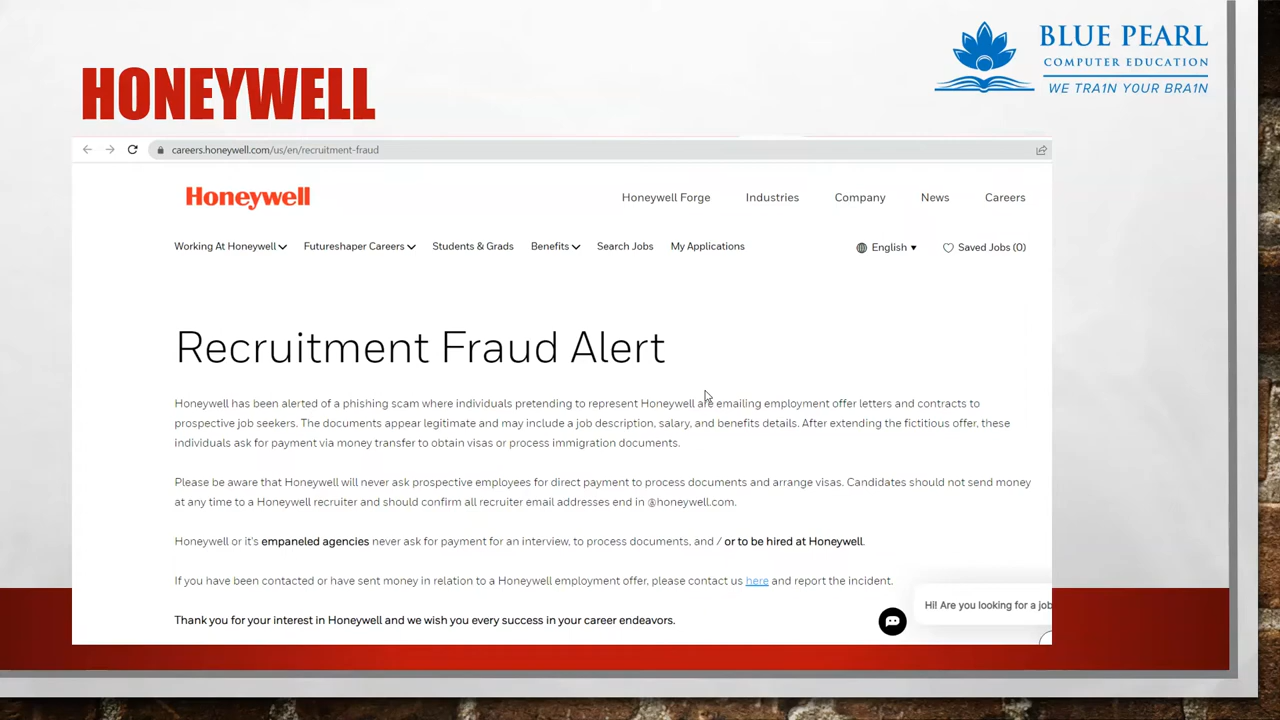 BLUE PEARL
COMPUTER EDUCATION
WE TRA1N Y0UR BRA1N
HONEYWELL
careers.honeywell.com/us/en/recruitment-fraud
Honeywell
Honeywell Forge Industries Company News Careers
Working At Honeywell Futureshaper Careers Students & Grads Benefits Search Jobs My Applications English Saved Jobs (0)
Recruitment Fraud Alert
Honeywell has been alerted of a phishing scam where individuals pretending to represent Honeywell are emailing employment offer letters and contracts to
prospective job seekers. The documents appear legitimate and may include a job description, salary, and benefits details. After extending the fictitious offer, these
individuals ask for payment via money transfer to obtain visas or process immigration documents.
Please be aware that Honeywell will never ask prospective employees for direct payment to process documents and arrange visas. Candidates should not send money
at any time to a Honeywell recruiter and should confirm all recruiter email addresses end in @honeywell.com.
Honeywell or it's empaneled agencies never ask for payment for an interview, to process documents, and / or to be hired at Honeywell.
If you have been contacted or have sent money in relation to a Honeywell employment offer, please contact us here and report the incident.
Hi! Are you looking for a job
Thank you for your interest in Honeywell and we wish you every success in your career endeavors.